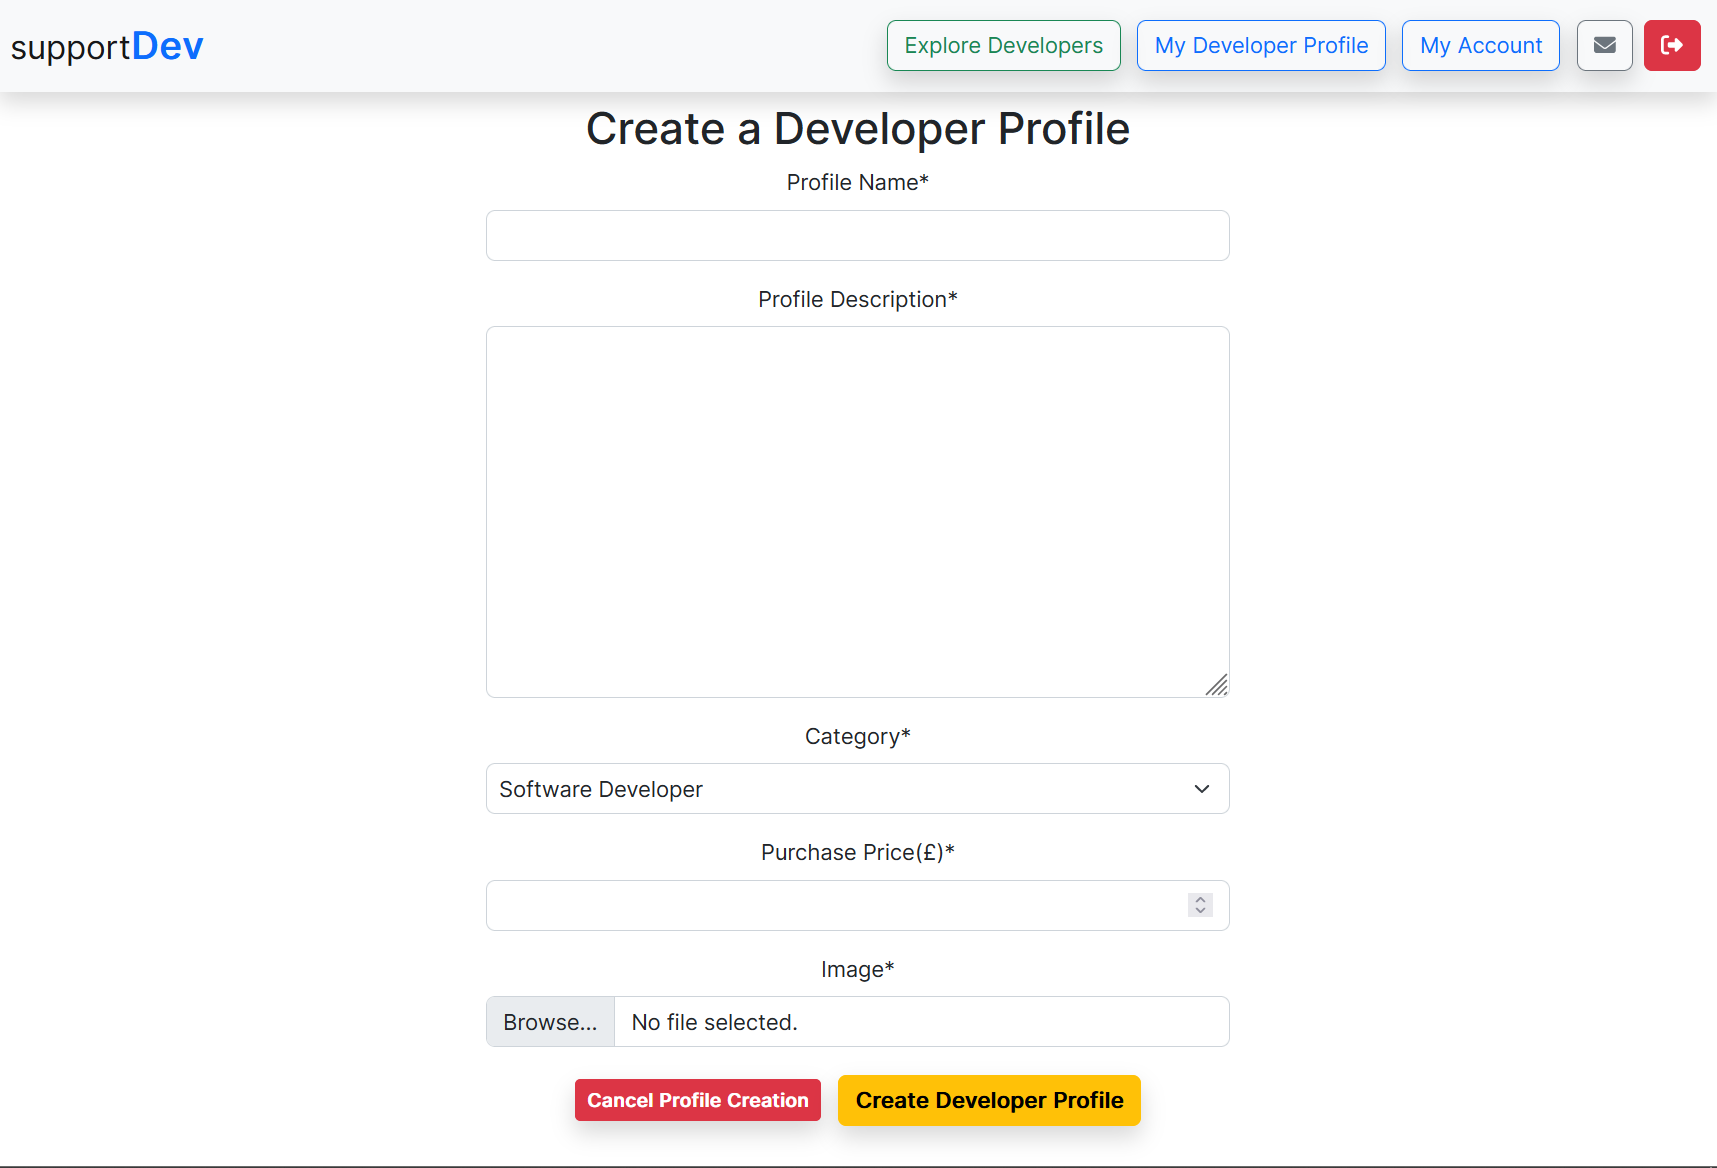 supportDev
Explore Developers
My Developer Profile
My Account
Create a Developer Profile
Profile Name*
Profile Description*
Category*
Software Developer
Purchase Price(£)*
Image*
Browse... No file selected.
Cancel Profile Creation
Create Developer Profile